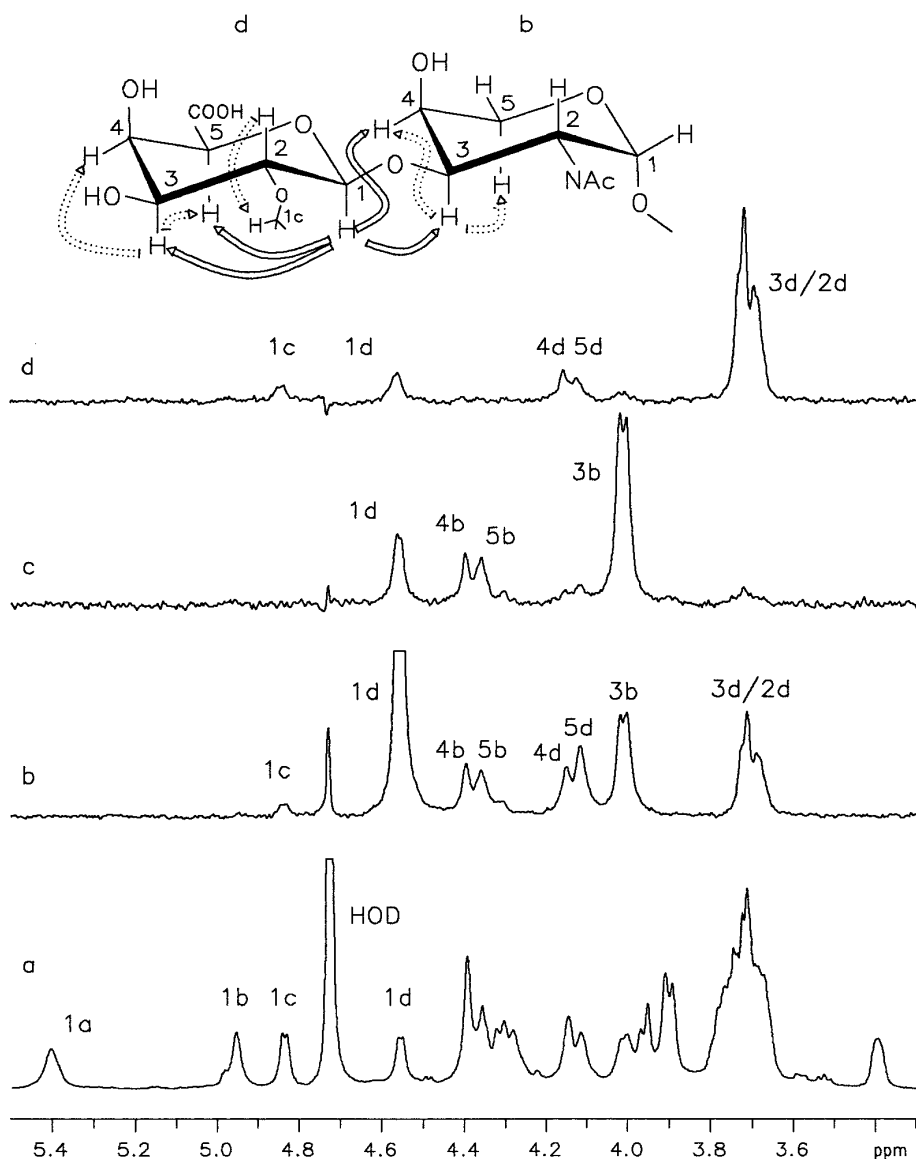 d b
OH OH
COOH H H H
4 5 H O 4 5 O H
H 2 H 2 1
HO 3 O 1 O 3 H NAc O
H H 1c H H
H
3d/2d
1c 1d 4d 5d
d
3b
1d 4b 5b
c
1d 3b 3d/2d
4b 5b 4d 5d
1c
b
HOD
a
1a 1b 1c 1d
5.4 5.2 5.0 4.8 4.6 4.4 4.2 4.0 3.8 3.6 ppm